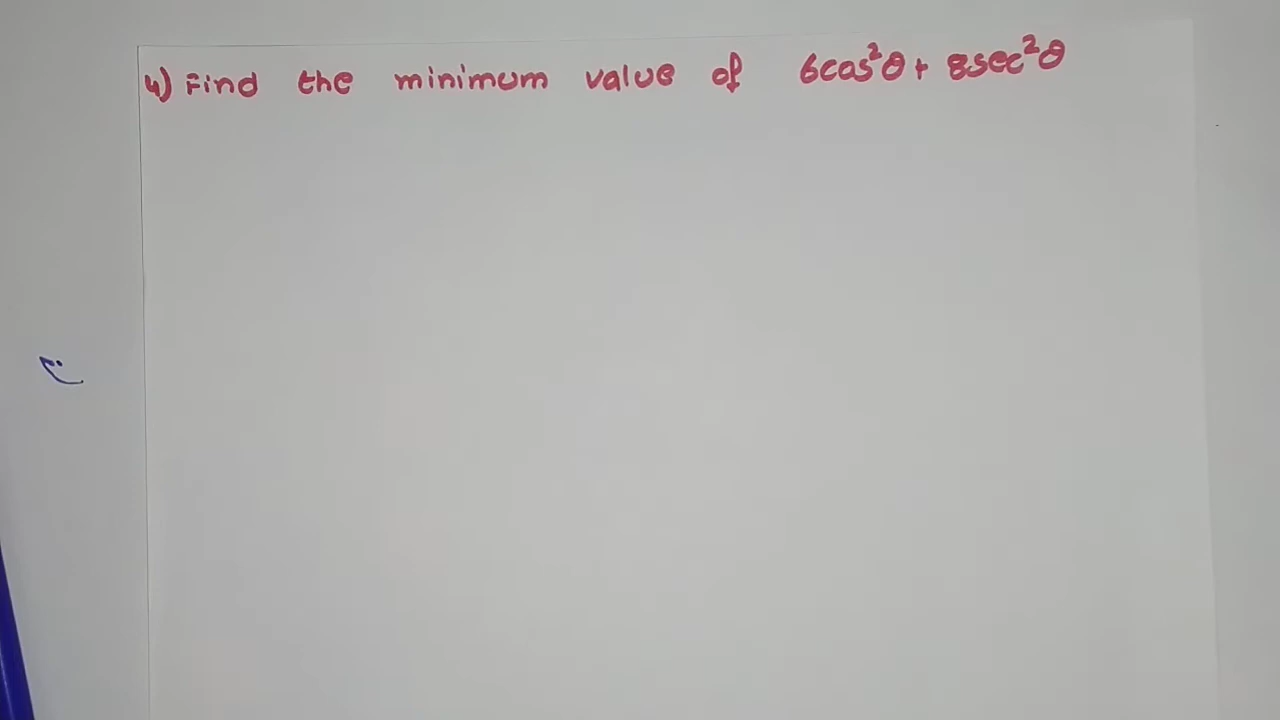 4) Find the minimum value of 6cos²θ + 8sec²θ